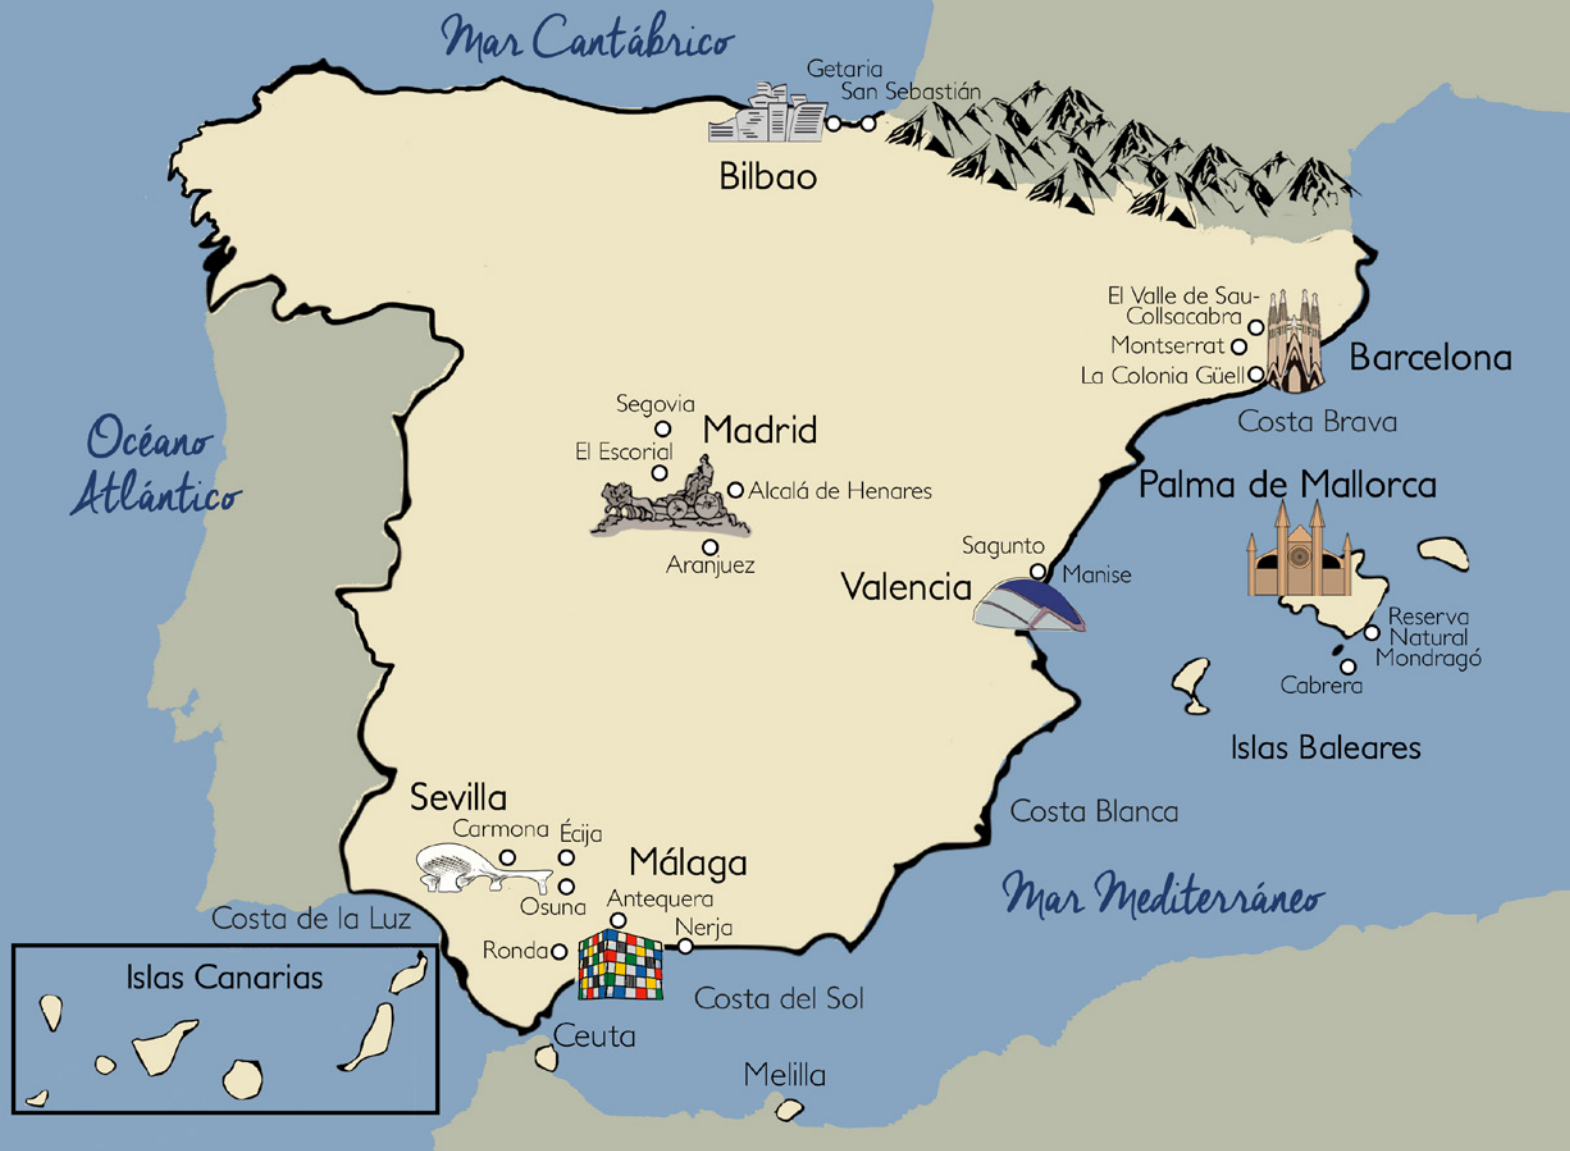 Mar Cantábrico
Getaria
San Sebastián
Bilbao
El Valle de Sau-
Collsacabra
Montserrat
La Colonia Güell
Barcelona
Costa Brava
Segovia
Madrid
El Escorial
Alcalá de Henares
Aranjuez
Océano
Atlántico
Palma de Mallorca
Sagunto
Manise
Valencia
Reserva
Natural
Mondragó
Cabrera
Islas Baleares
Sevilla
Carmona
Écija
Osuna
Málaga
Antequera
Nerja
Ronda
Costa Blanca
Mar Mediterráneo
Costa de la Luz
Islas Canarias
Costa del Sol
Ceuta
Melilla